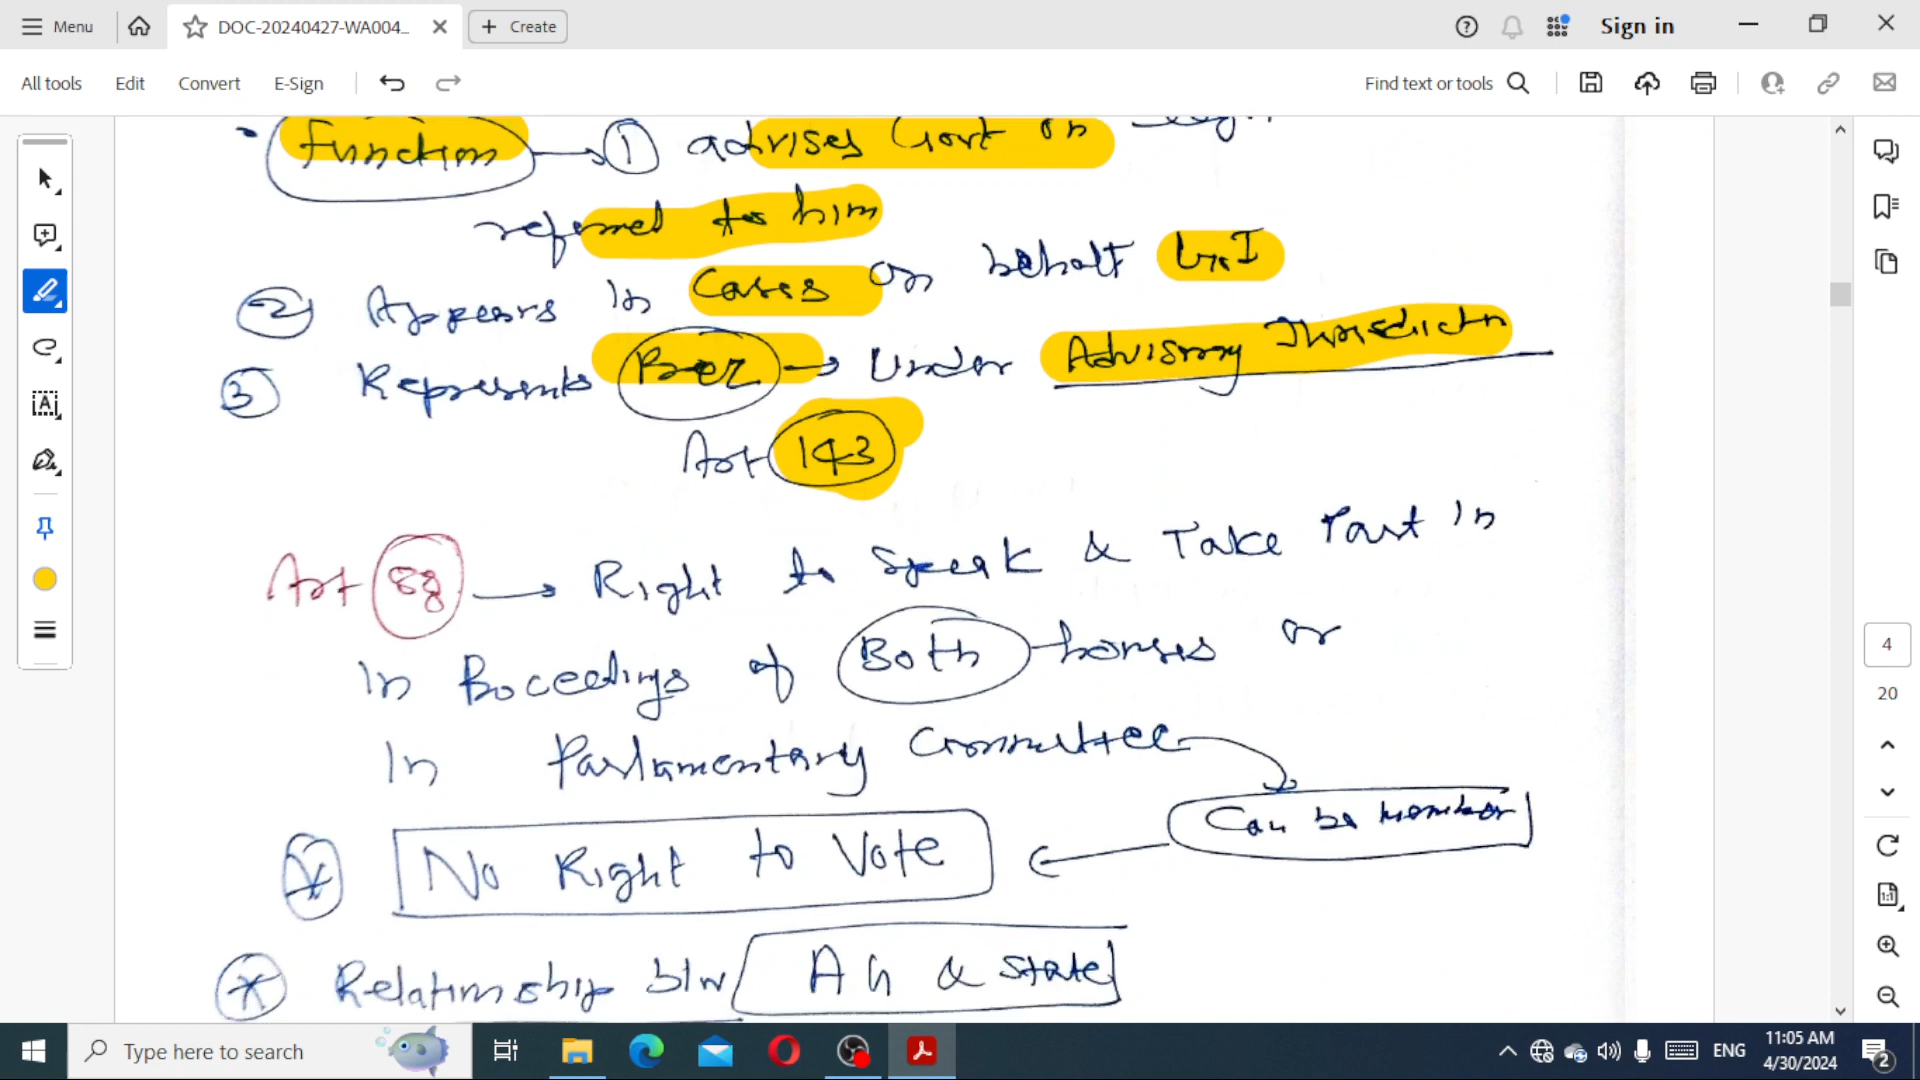 Menu DOC-20240427-WA004... Create Sign in
All tools Edit Convert E-Sign Find text or tools
Function → ① advises Govt on
referred to him
② Appears in Cases on behalf GoI
③ Represents Prez → Under Advisory Jurisdictn
Art 143
Art 88 → Right to Speak & Take Part in
In Proceedings of Both houses or
In Parlamentary Committee
Can be member
No Right to Vote
Relationship b/w AG & State
4
20
Type here to search
ENG
11:05 AM
4/30/2024
2